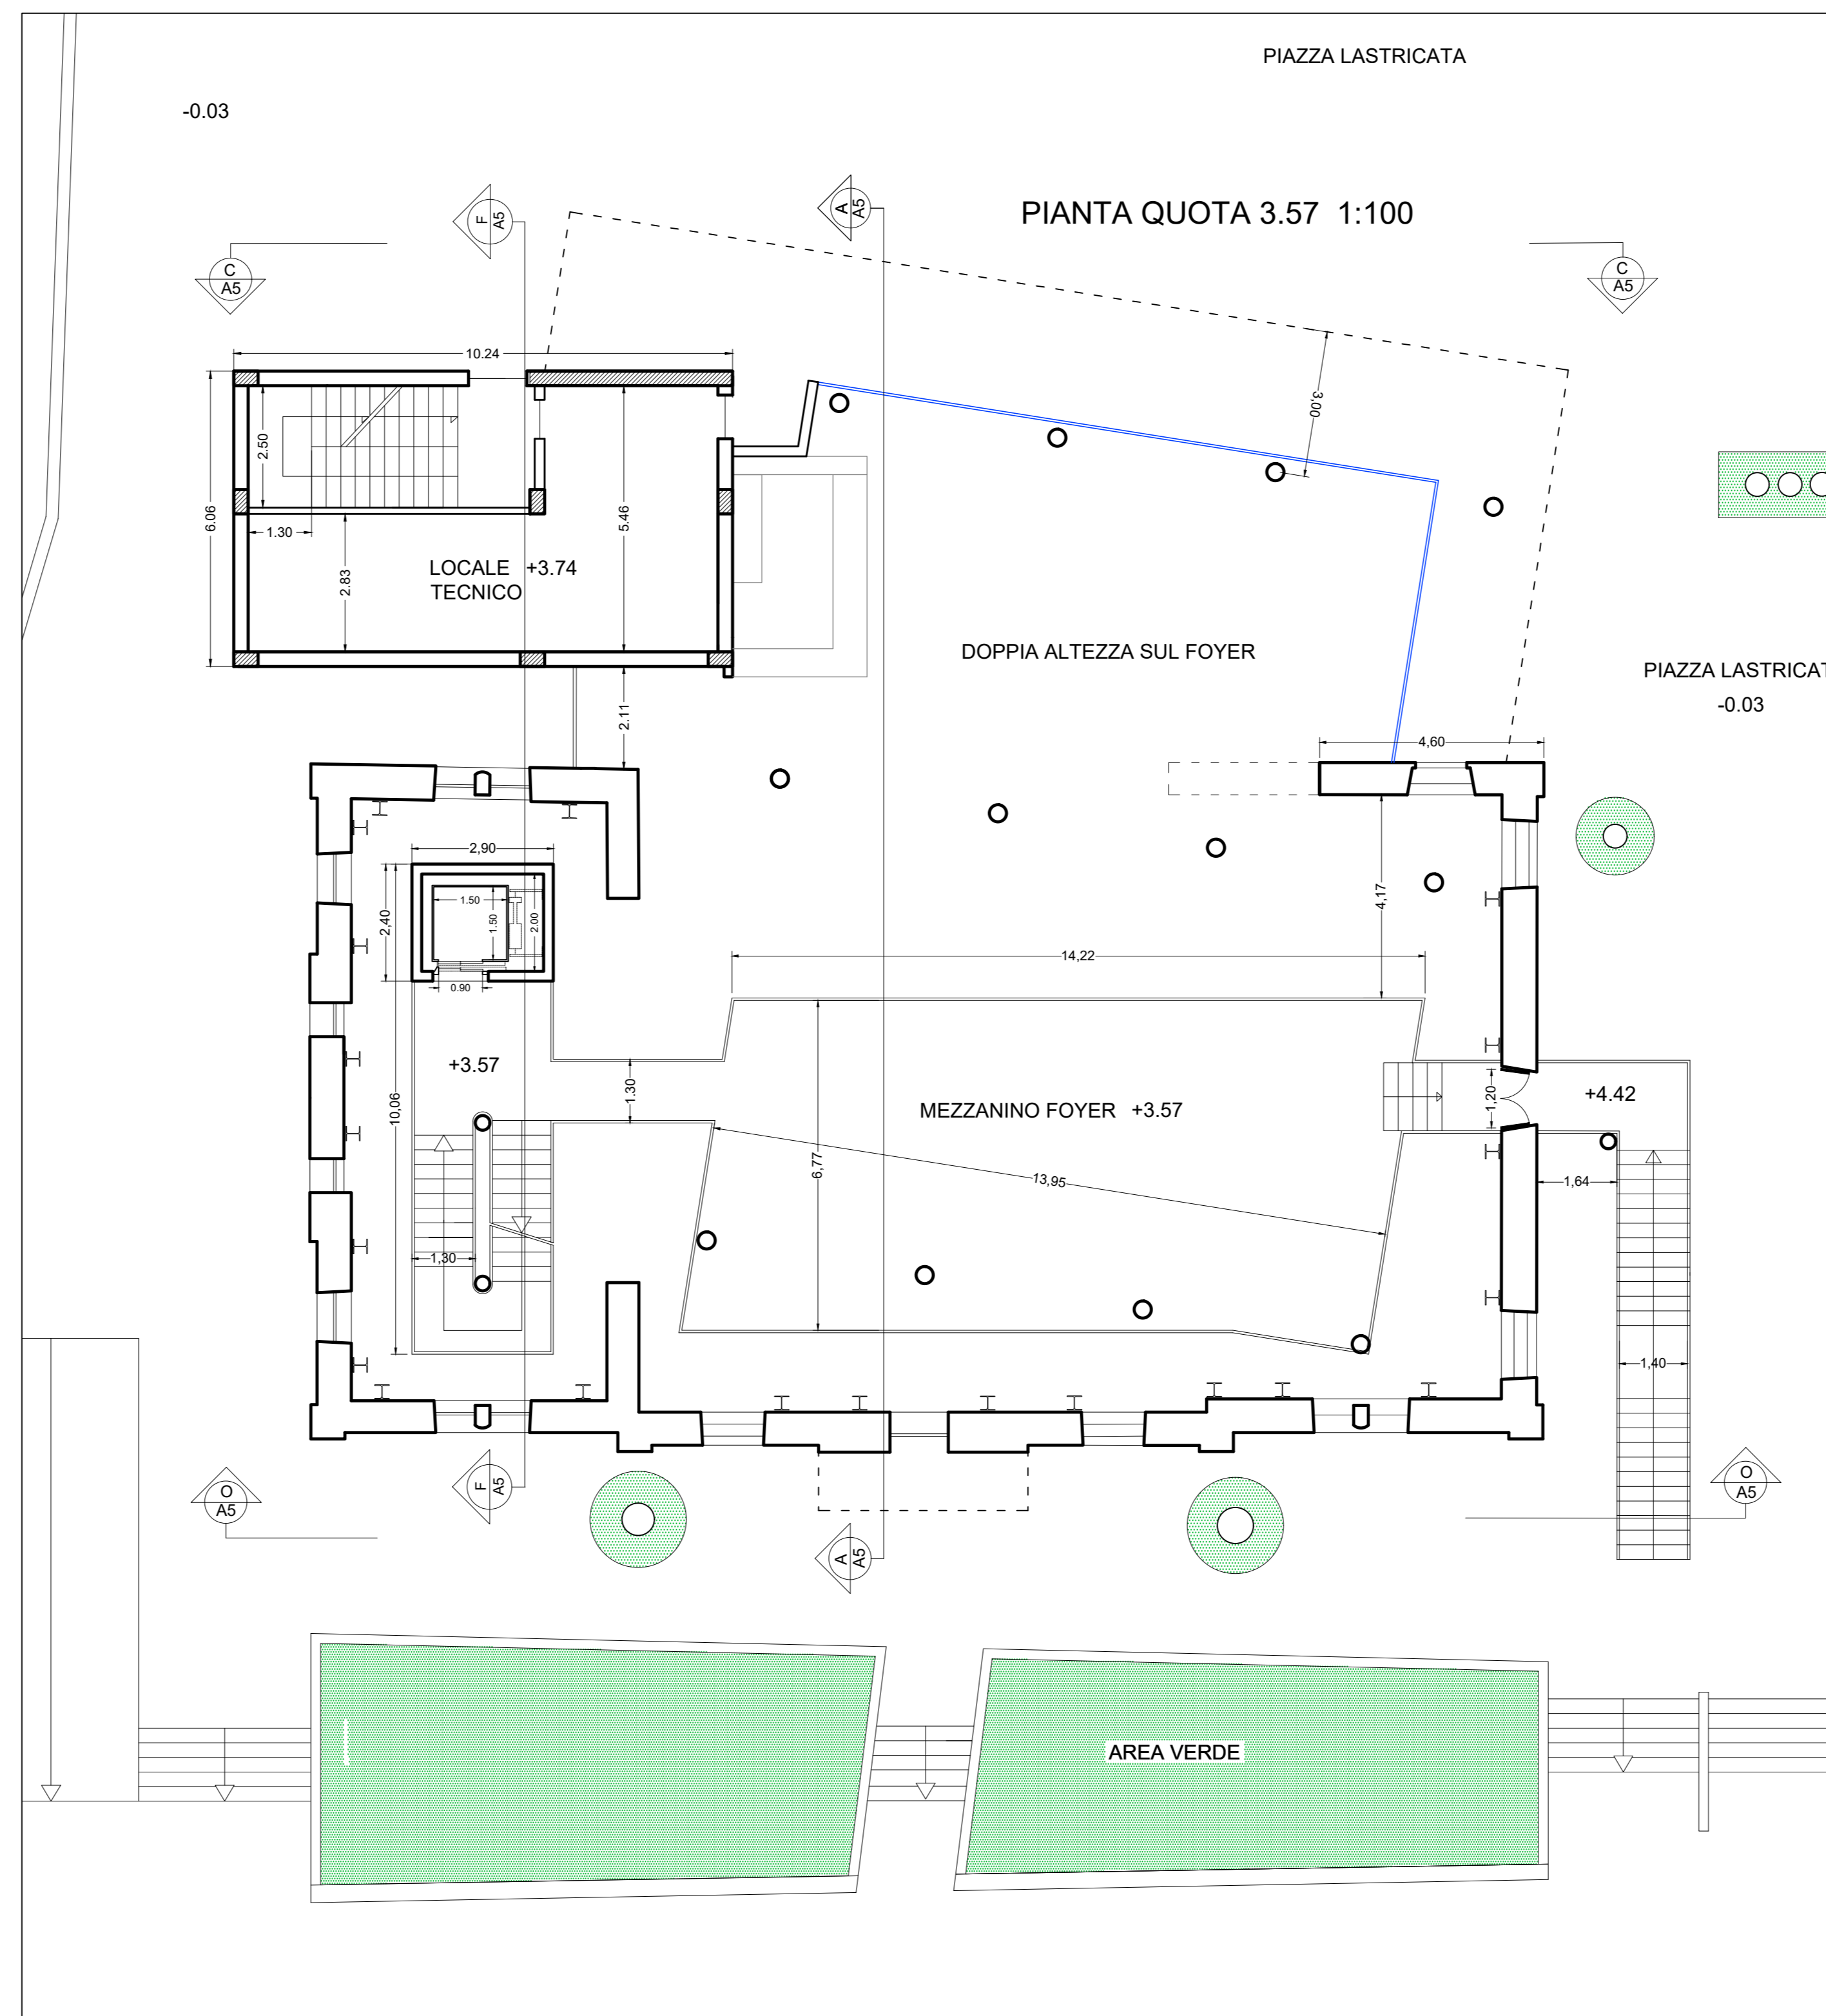 PIAZZA LASTRICATA
-0.03
PIANTA QUOTA 3.57 1:100
F
A5
A
A5
C
A5
C
A5
10.24
3,00
2.50
6.06
5.46
1.30
2.83
LOCALE +3.74
TECNICO
DOPPIA ALTEZZA SUL FOYER
PIAZZA LASTRICAT
-0.03
2.11
4,60
2,90
2,40
1.50
1.50
2.00
4,17
14,22
0.90
+3.57
1.30
10,06
MEZZANINO FOYER +3.57
1,20
+4.42
6,77
13,95
1,64
1,30
1,40
O
A5
F
A5
O
A5
A
A5
AREA VERDE